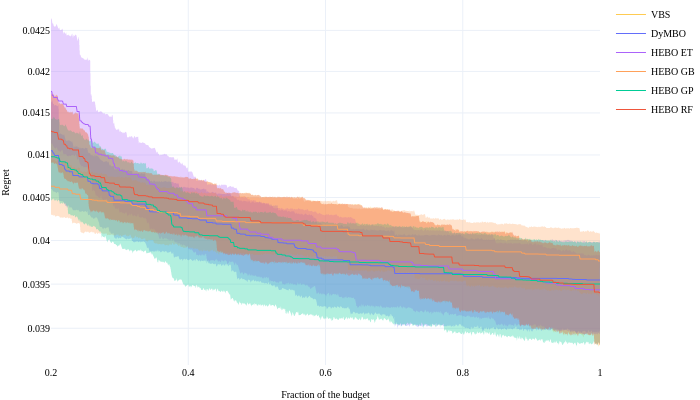 0.0425
0.042
0.0415
0.041
0.0405
0.04
0.0395
0.039
Regret
0.2
0.4
0.6
0.8
1
Fraction of the budget
VBS
DyMBO
HEBO ET
HEBO GB
HEBO GP
HEBO RF